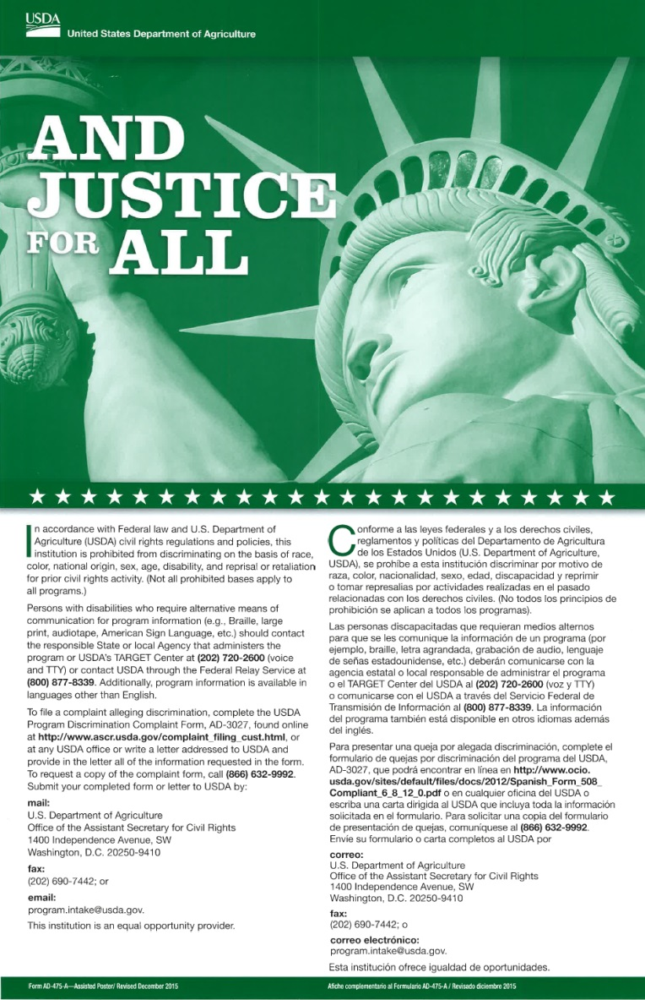 USDA
United States Department of Agriculture
AND
JUSTICE
FOR ALL
In accordance with Federal law and U.S. Department of
Agriculture (USDA) civil rights regulations and policies, this
institution is prohibited from discriminating on the basis of race,
color, national origin, sex, age, disability, and reprisal or retaliation
for prior civil rights activity. (Not all prohibited bases apply to
all programs.)
Persons with disabilities who require alternative means of
communication for program information (e.g., Braille, large
print, audiotape, American Sign Language, etc.) should contact
the responsible State or local Agency that administers the
program or USDA's TARGET Center at (202) 720-2600 (voice
and TTY) or contact USDA through the Federal Relay Service at
(800) 877-8339. Additionally, program information is available in
languages other than English.
To file a complaint alleging discrimination, complete the USDA
Program Discrimination Complaint Form, AD-3027, found online
at http://www.ascr.usda.gov/complaint_filing_cust.html, or
at any USDA office or write a letter addressed to USDA and
provide in the letter all of the information requested in the form.
To request a copy of the complaint form, call (866) 632-9992.
Submit your completed form or letter to USDA by:
mail:
U.S. Department of Agriculture
Office of the Assistant Secretary for Civil Rights
1400 Independence Avenue, SW
Washington, D.C. 20250-9410
fax:
(202) 690-7442; or
email:
program.intake@usda.gov.
This institution is an equal opportunity provider.
Conforme a las leyes federales y a los derechos civiles,
reglamentos y políticas del Departamento de Agricultura
de los Estados Unidos (U.S. Department of Agriculture,
USDA), se prohíbe a esta institución discriminar por motivo de
raza, color, nacionalidad, sexo, edad, discapacidad y reprimir
o tomar represalias por actividades realizadas en el pasado
relacionadas con los derechos civiles. (No todos los principios de
prohibición se aplican a todos los programas).
Las personas discapacitadas que requieran medios alternos
para que se les comunique la información de un programa (por
ejemplo, braille, letra agrandada, grabación de audio, lenguaje
de señas estadounidense, etc.) deberán comunicarse con la
agencia estatal o local responsable de administrar el programa
o el TARGET Center del USDA al (202) 720-2600 (voz y TTY)
o comunicarse con el USDA a través del Servicio Federal de
Transmisión de Información al (800) 877-8339. La información
del programa también está disponible en otros idiomas además
del inglés.
Para presentar una queja por alegada discriminación, complete el
formulario de quejas por discriminación del programa del USDA,
AD-3027, que podrá encontrar en línea en http://www.ocio.
usda.gov/sites/default/files/docs/2012/Spanish_Form_508_
Compliant_6_8_12_0.pdf o en cualquier oficina del USDA o
escriba una carta dirigida al USDA que incluya toda la información
solicitada en el formulario. Para solicitar una copia del formulario
de presentación de quejas, comuníquese al (866) 632-9992.
Envíe su formulario o carta completos al USDA por
correo:
U.S. Department of Agriculture
Office of the Assistant Secretary for Civil Rights
1400 Independence Avenue, SW
Washington, D.C. 20250-9410
fax:
(202) 690-7442; o
correo electrónico:
program.intake@usda.gov.
Esta institución ofrece igualdad de oportunidades.
Form AD-475-A—Assisted Poster/ Revised December 2015
Afiche complementario al Formulario AD-475-A / Revisado diciembre 2015